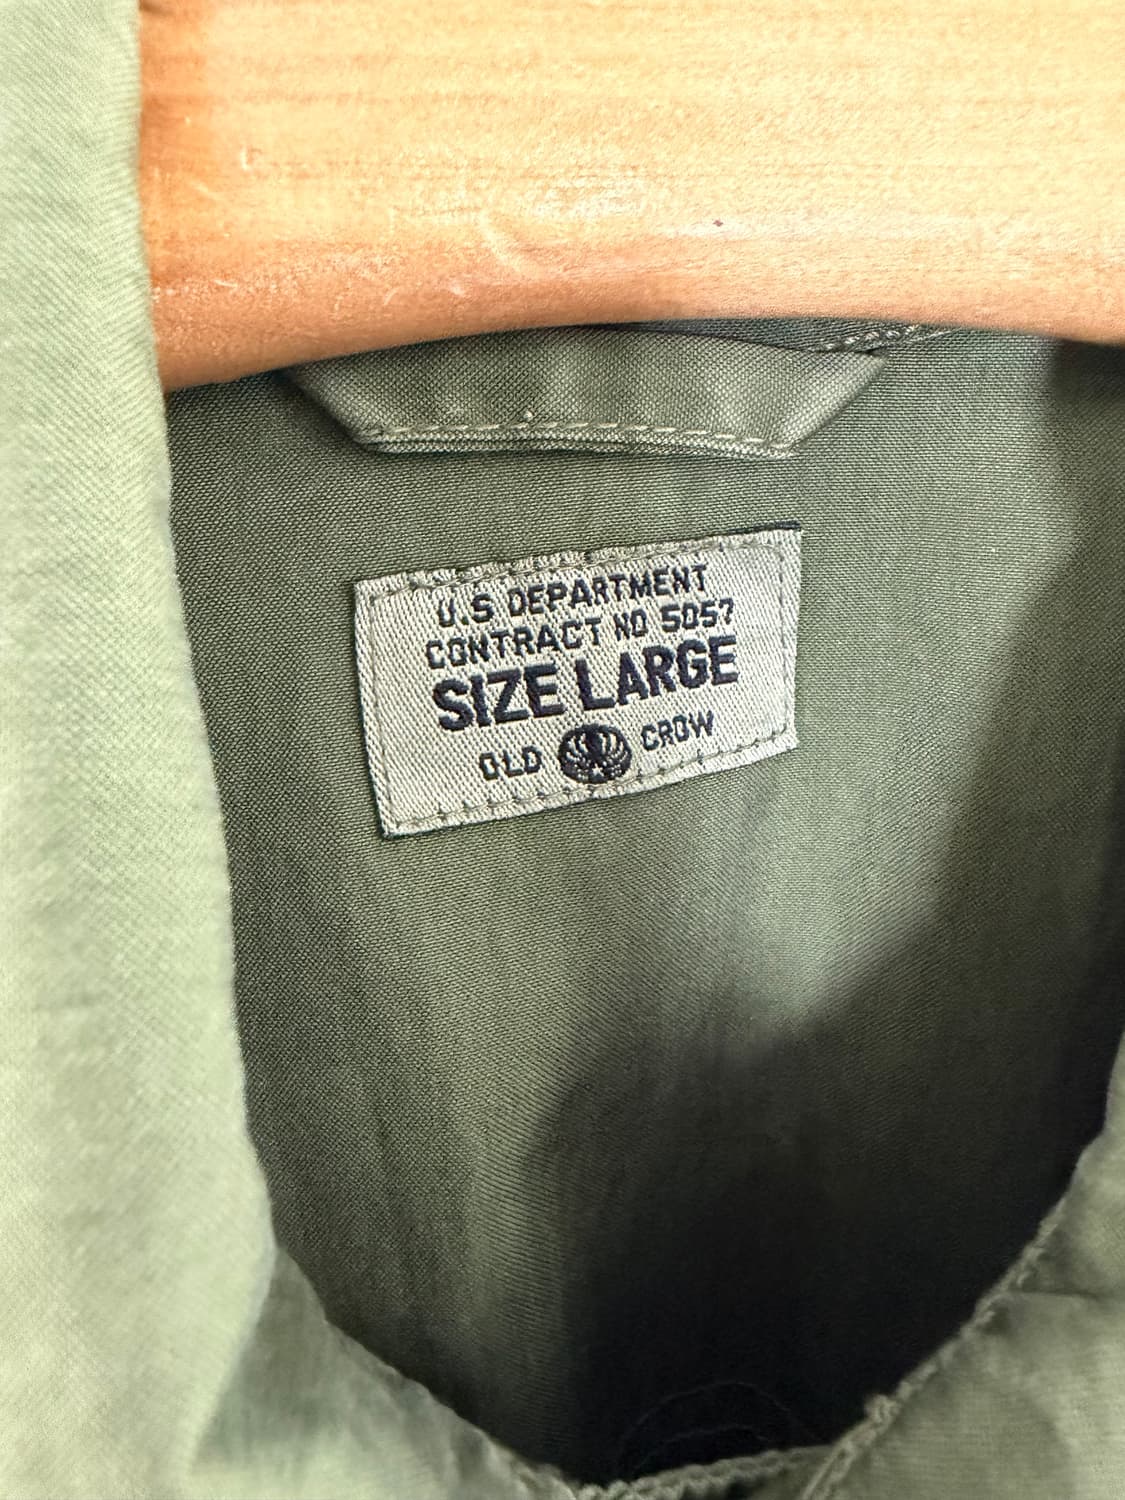 U.S DEPARTMENT
CONTRACT NO 5057
SIZE LARGE
OLD CROW